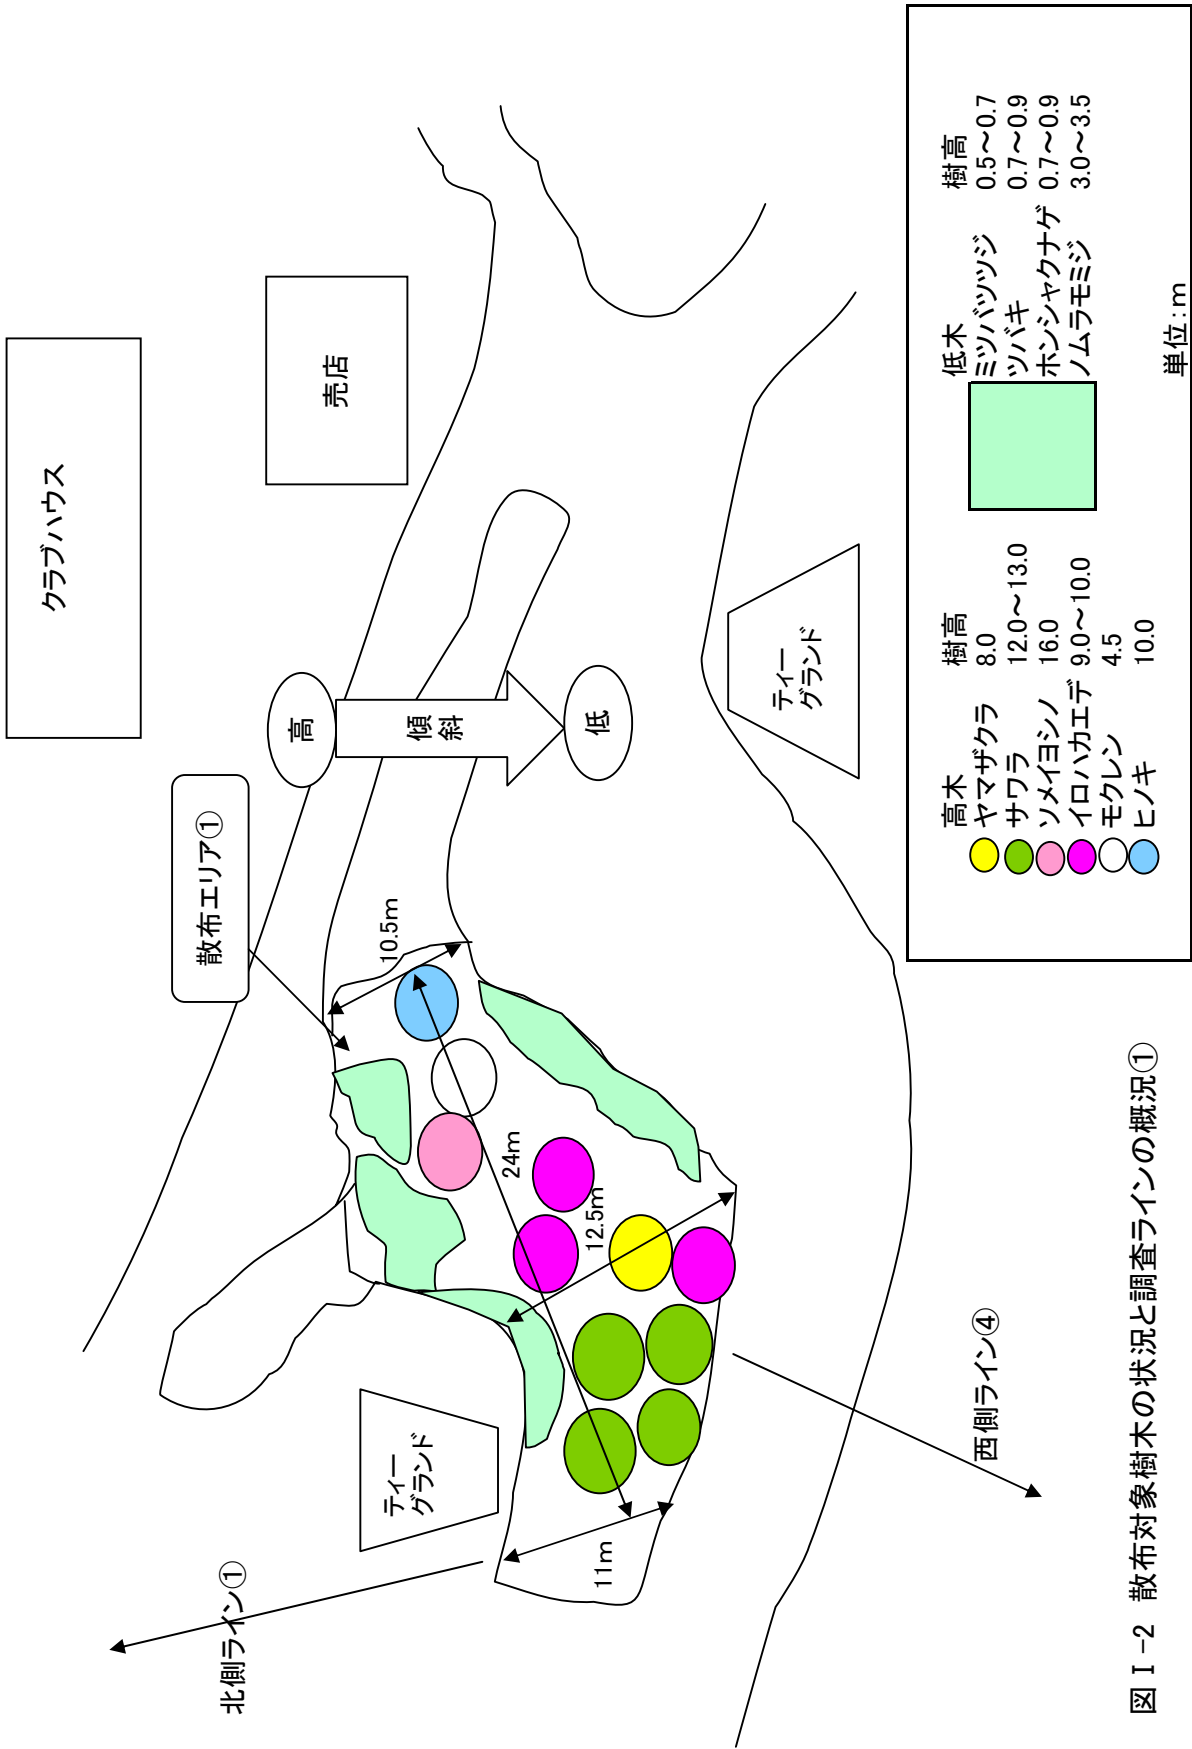 クラブハウス
売店
高
傾斜
低
散布エリア①
10.5m
24m
12.5m
11m
ティー
グランド
ティー
グランド
北側ライン①
西側ライン④
高木 樹高
ヤマザクラ 8.0
サワラ 12.0~13.0
ソメイヨシノ 16.0
イロハカエデ 9.0~10.0
モクレン 4.5
ヒノキ 10.0
低木 樹高
ミツバツツジ 0.5~0.7
ツバキ 0.7~0.9
ホンシャクナゲ 0.7~0.9
ノムラモミジ 3.0~3.5
単位:m
図Ⅰ-2 散布対象樹木の状況と調査ラインの概況①